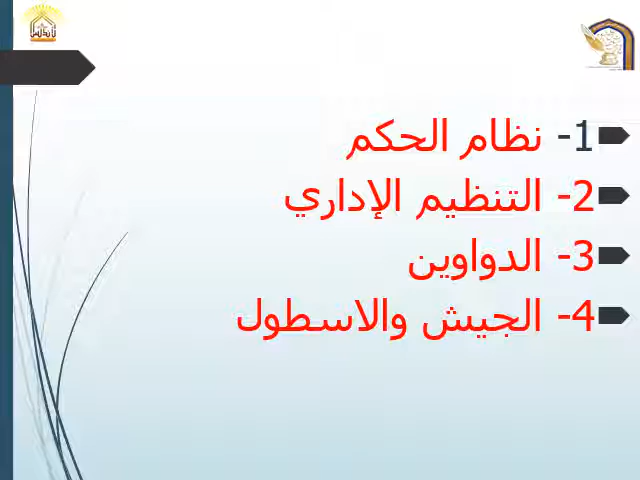 1- نظام الحكم
2- التنظيم الإداري
3- الدواوين
4- الجيش والاسطول